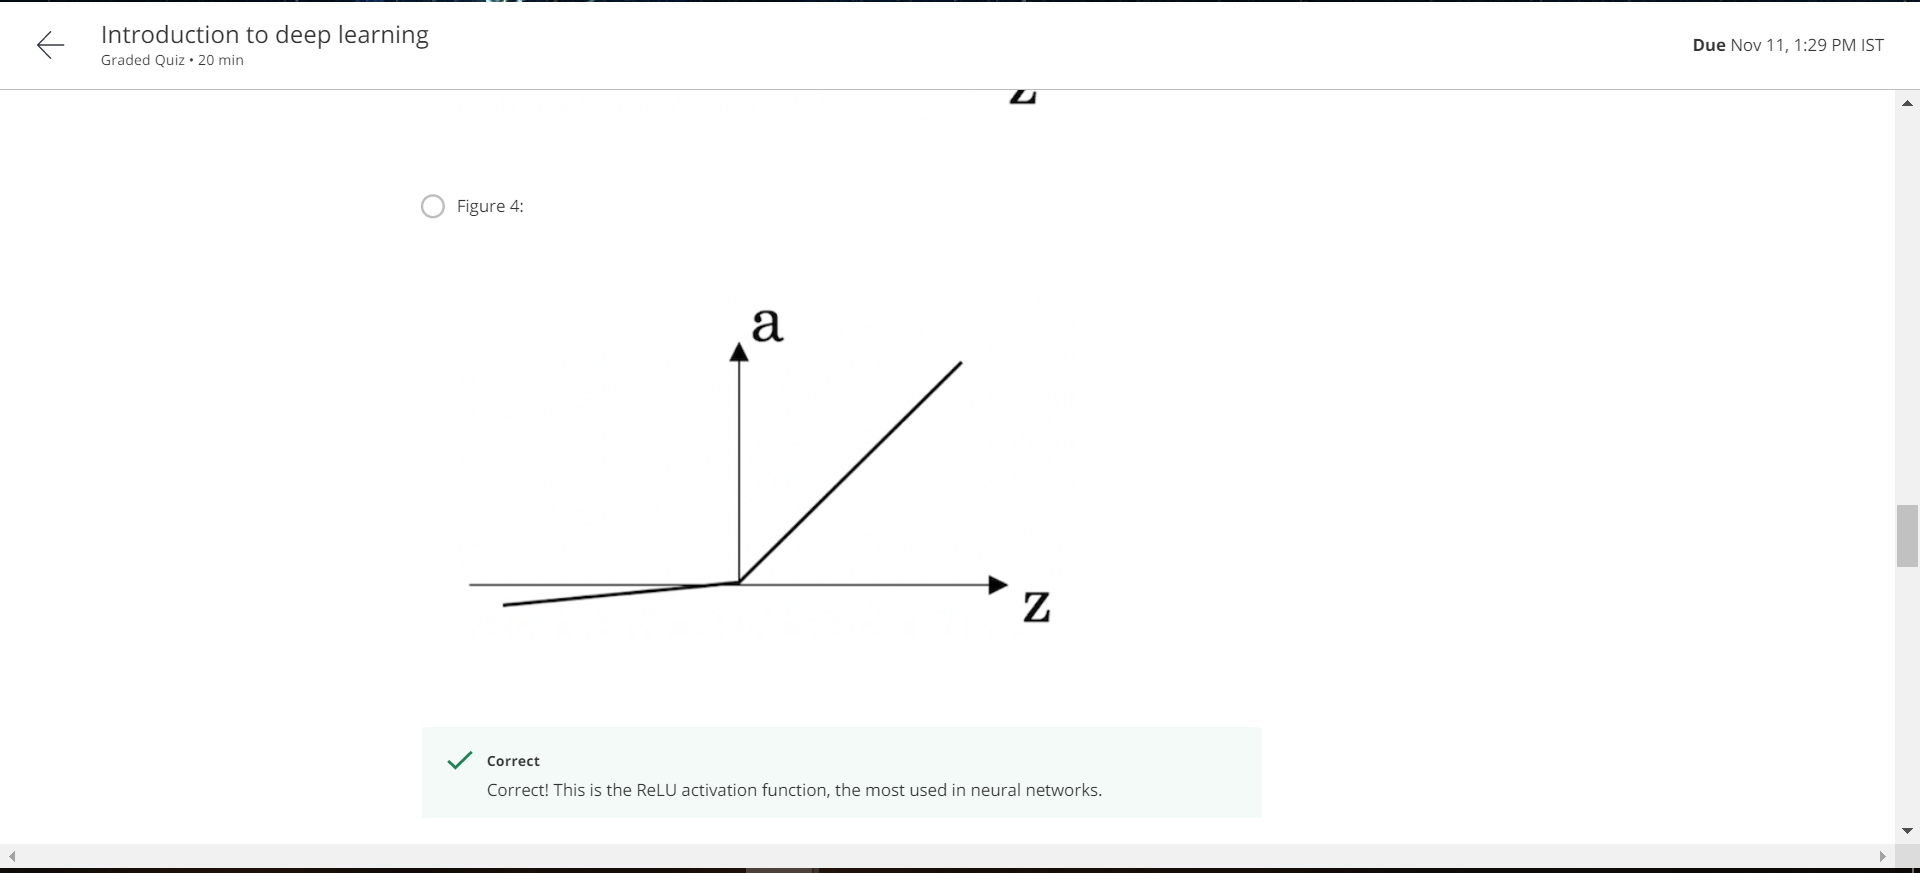 Introduction to deep learning
Graded Quiz • 20 min
Due Nov 11, 1:29 PM IST
Figure 4:
a
z
Correct
Correct! This is the ReLU activation function, the most used in neural networks.